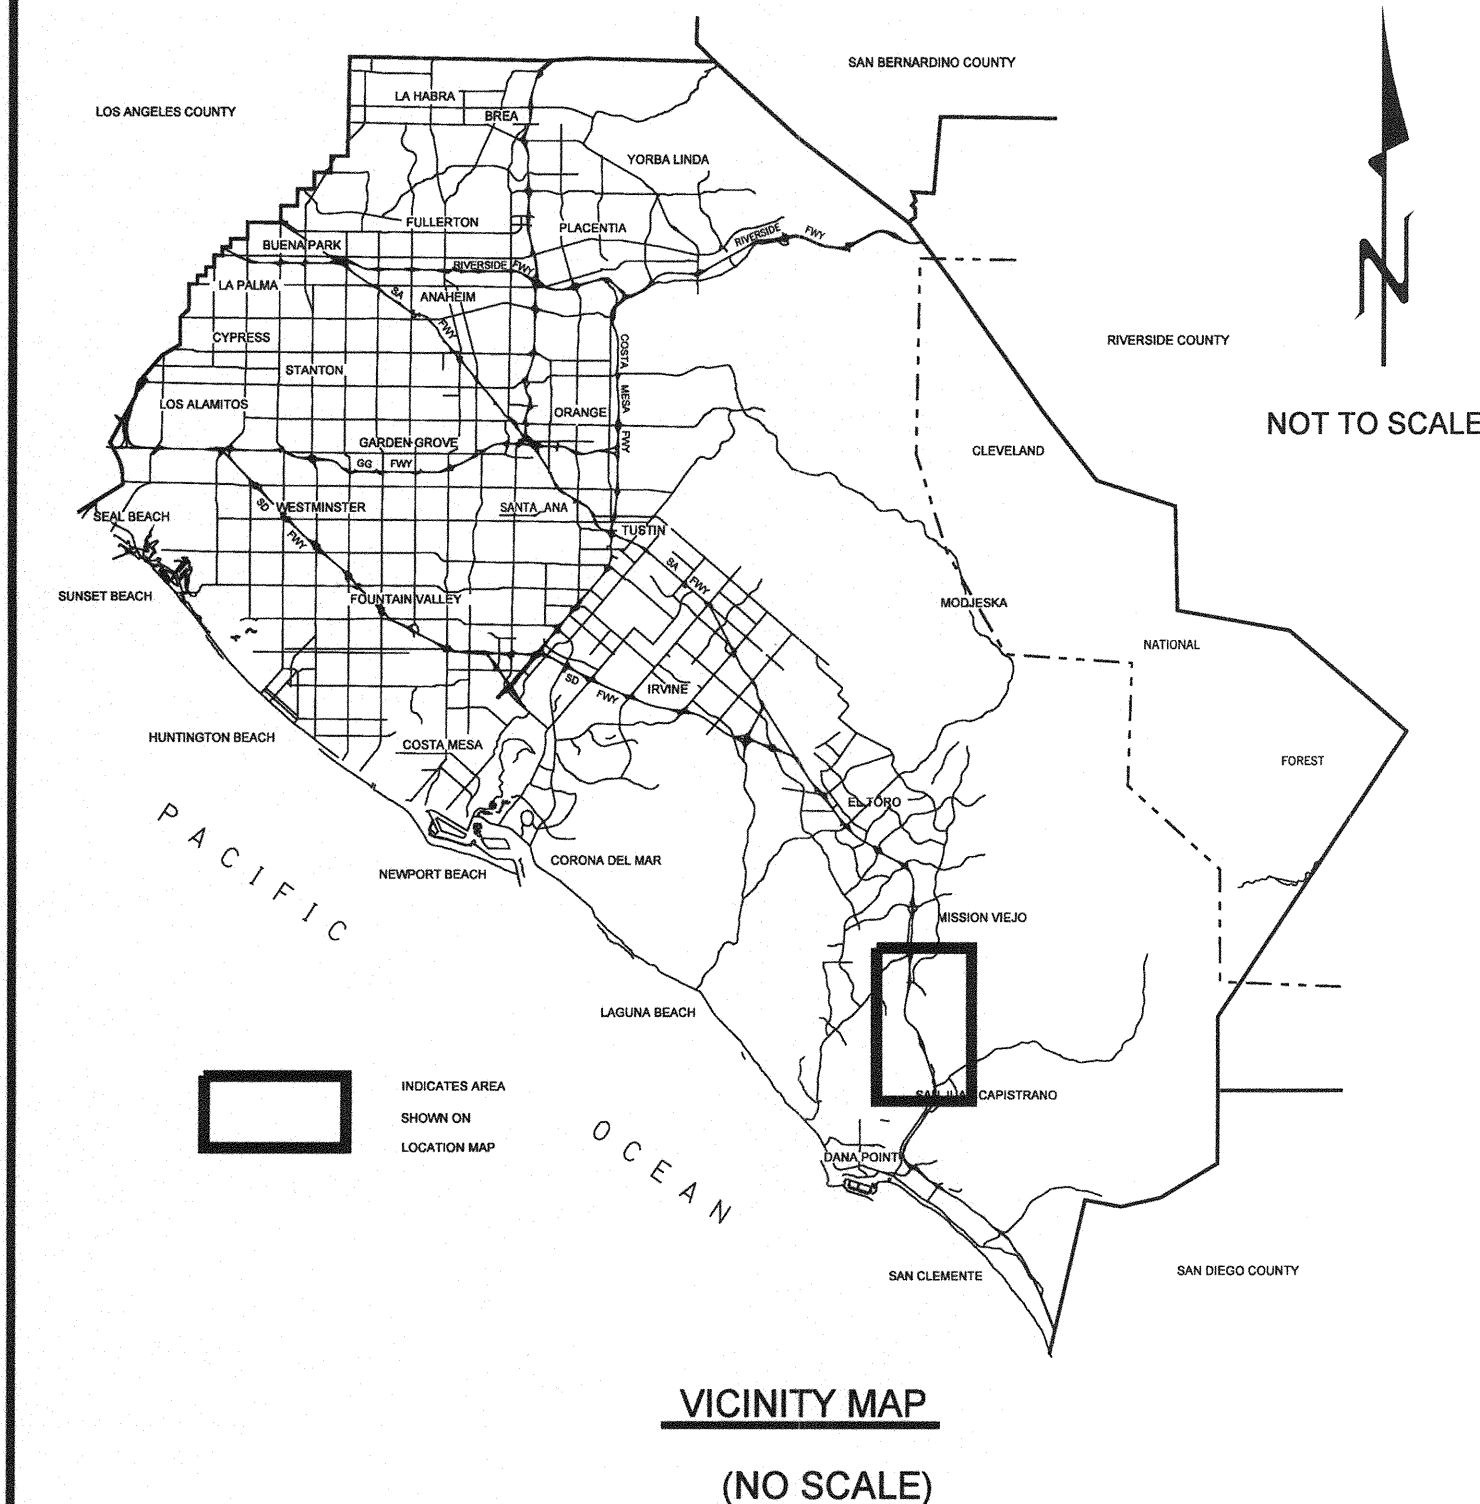 SAN BERNARDINO COUNTY
LOS ANGELES COUNTY
LA HABRA
BREA
YORBA LINDA
FULLERTON
PLACENTIA
RIVERSIDE FWY
BUENA PARK
RIVERSIDE FWY
LA PALMA
SA FWY
ANAHEIM
CYPRESS
COSTA MESA FWY
RIVERSIDE COUNTY
STANTON
LOS ALAMITOS
ORANGE
NOT TO SCALE
GARDEN GROVE
GG FWY
CLEVELAND
SD FWY
WESTMINSTER
SANTA ANA
SEAL BEACH
TUSTIN
SA FWY
SUNSET BEACH
FOUNTAIN VALLEY
MODJESKA
NATIONAL
SD FWY
IRVINE
HUNTINGTON BEACH
COSTA MESA
FOREST
EL TORO
PACIFIC
CORONA DEL MAR
NEWPORT BEACH
MISSION VIEJO
LAGUNA BEACH
INDICATES AREA
SHOWN ON
LOCATION MAP
SAN JUAN CAPISTRANO
OCEAN
DANA POINT
SAN CLEMENTE
SAN DIEGO COUNTY
N
VICINITY MAP
(NO SCALE)